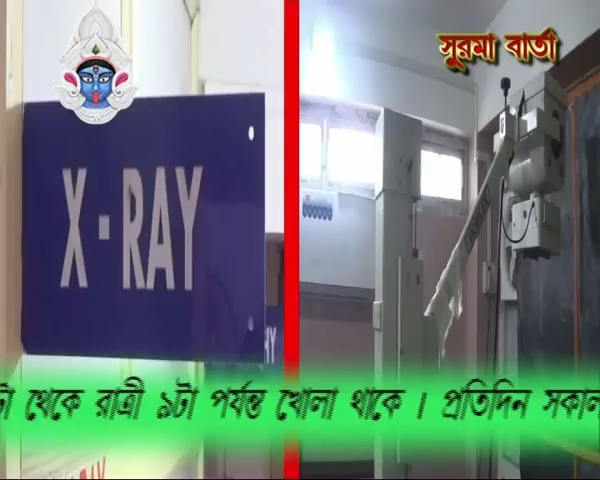 সুরমা বার্তা
X-RAY
থেকে রাত্রী ৯টা পর্যন্ত খোলা থাকে । প্রতিদিন সকাল